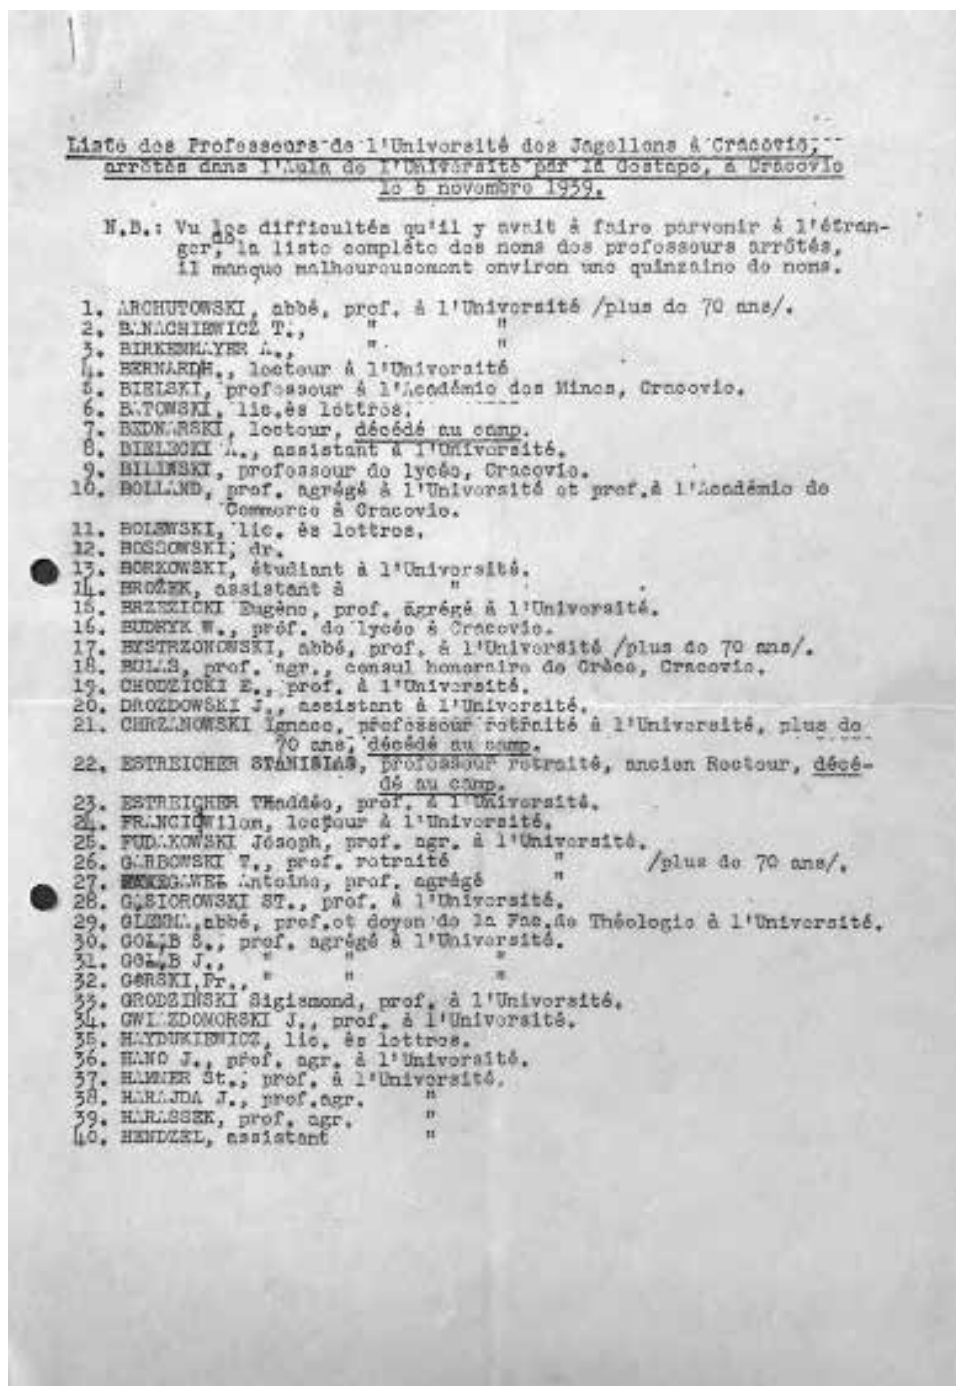 Liste des Professeurs de l'Université des Jagellons à Cracovie,
arrêtés dans l'Aula de l'Université par la Gestapo, à Cracovie
le 6 novembre 1939.
N.B.: Vu les difficultés qu'il y avait à faire parvenir à l'étran-
ger, la liste complète des noms des professeurs arrêtés,
il manque malheureusement environ une quinzaine de noms.
1. ARCHUTOWSKI, abbé, prof. à l'Université /plus de 70 ans/.
2. BANACHIEWICZ T., " "
3. BIRKENMAYER A., " "
4. BERNARD H., lecteur à l'Université
5. BIELSKI, professeur à l'Académie des Mines, Cracovie.
6. BATOWSKI, lic.ès lettres.
7. BEDNARSKI, lecteur, décédé au camp.
8. BIELECKI A., assistant à l'Université.
9. BILINSKI, professeur de lycée, Cracovie.
10. BOLLAND, prof. agrégé à l'Université et prof.à l'Académie de
Commerce à Cracovie.
11. BOLEWSKI, lic. ès lettres.
12. BOSSOWSKI, dr.
13. BORKOWSKI, étudiant à l'Université.
14. BROŻEK, assistant à "
15. BRZEZICKI Eugène, prof. agrégé à l'Université.
16. BUDRYK W., prof. de lycée à Cracovie.
17. BYSTRZONOWSKI, abbé, prof. à l'Université /plus de 70 ans/.
18. BULAS, prof. agr., consul honoraire de Grèce, Cracovie.
19. CHODZICKI E., prof. à l'Université.
20. DROZDOWSKI J., assistant à l'Université.
21. CHRZANOWSKI Ignace, professeur retraité à l'Université, plus de
70 ans, décédé au camp.
22. ESTREICHER STANISLAS, professeur retraité, ancien Recteur, décé-
dé au camp.
23. ESTREICHER Thaddée, prof. à l'Université.
24. FRANCIC Vilem, lecteur à l'Université.
25. FUDAKOWSKI Joseph, prof. agr. à l'Université.
26. GARBOWSKI T., prof. retraité " /plus de 70 ans/.
27. GAWEŁ Antoine, prof. agrégé "
28. GĄSIOROWSKI ST., prof. à l'Université.
29. GLEMMA,abbé, prof.et doyen de la Fac.de Théologie à l'Université.
30. GOŁĄB S., prof. agrégé à l'Université.
31. GOŁĄB J., " " "
32. GÓRSKI Fr., " " "
33. GRODZIŃSKI Sigismond, prof. à l'Université.
34. GWIAZDOMORSKI J., prof. à l'Université.
35. HAYDUKIEWICZ, lic. ès lettres.
36. HANO J., prof. agr. à l'Université.
37. HAMMER St., prof. à l'Université.
38. HARAJDA J., prof.agr. "
39. HARASSEK, prof. agr. "
40. HENDZEL, assistant "